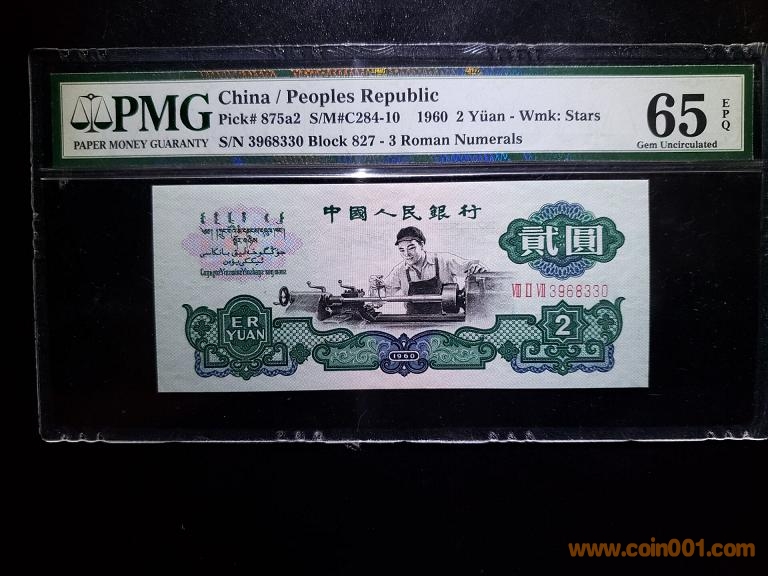 PMG
PAPER MONEY GUARANTY
China / Peoples Republic
Pick# 875a2 S/M#C284-10 1960 2 Yüan - Wmk: Stars
S/N 3968330 Block 827 - 3 Roman Numerals
65
EPQ
Gem Uncirculated
中國人民銀行
貳圓
VIII II VII 3968330
ER
YUAN
1960
2
www.coin001.com